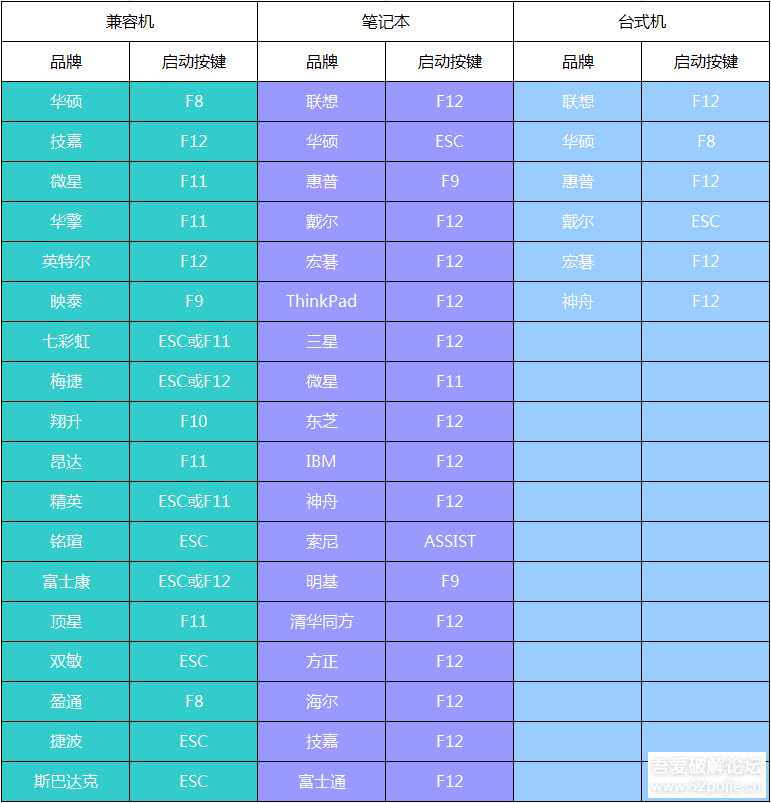 兼容机 笔记本 台式机
品牌 启动按键 品牌 启动按键 品牌 启动按键
华硕 F8 联想 F12 联想 F12
技嘉 F12 华硕 ESC 华硕 F8
微星 F11 惠普 F9 惠普 F12
华擎 F11 戴尔 F12 戴尔 ESC
英特尔 F12 宏碁 F12 宏碁 F12
映泰 F9 ThinkPad F12 神舟 F12
七彩虹 ESC或F11 三星 F12
梅捷 ESC或F12 微星 F11
翔升 F10 东芝 F12
昂达 F11 IBM F12
精英 ESC或F11 神舟 F12
铭瑄 ESC 索尼 ASSIST
富士康 ESC或F12 明基 F9
顶星 F11 清华同方 F12
双敏 ESC 方正 F12
盈通 F8 海尔 F12
捷波 ESC 技嘉 F12
斯巴达克 ESC 富士通 F12
吾爱破解论坛
www.52pojie.cn